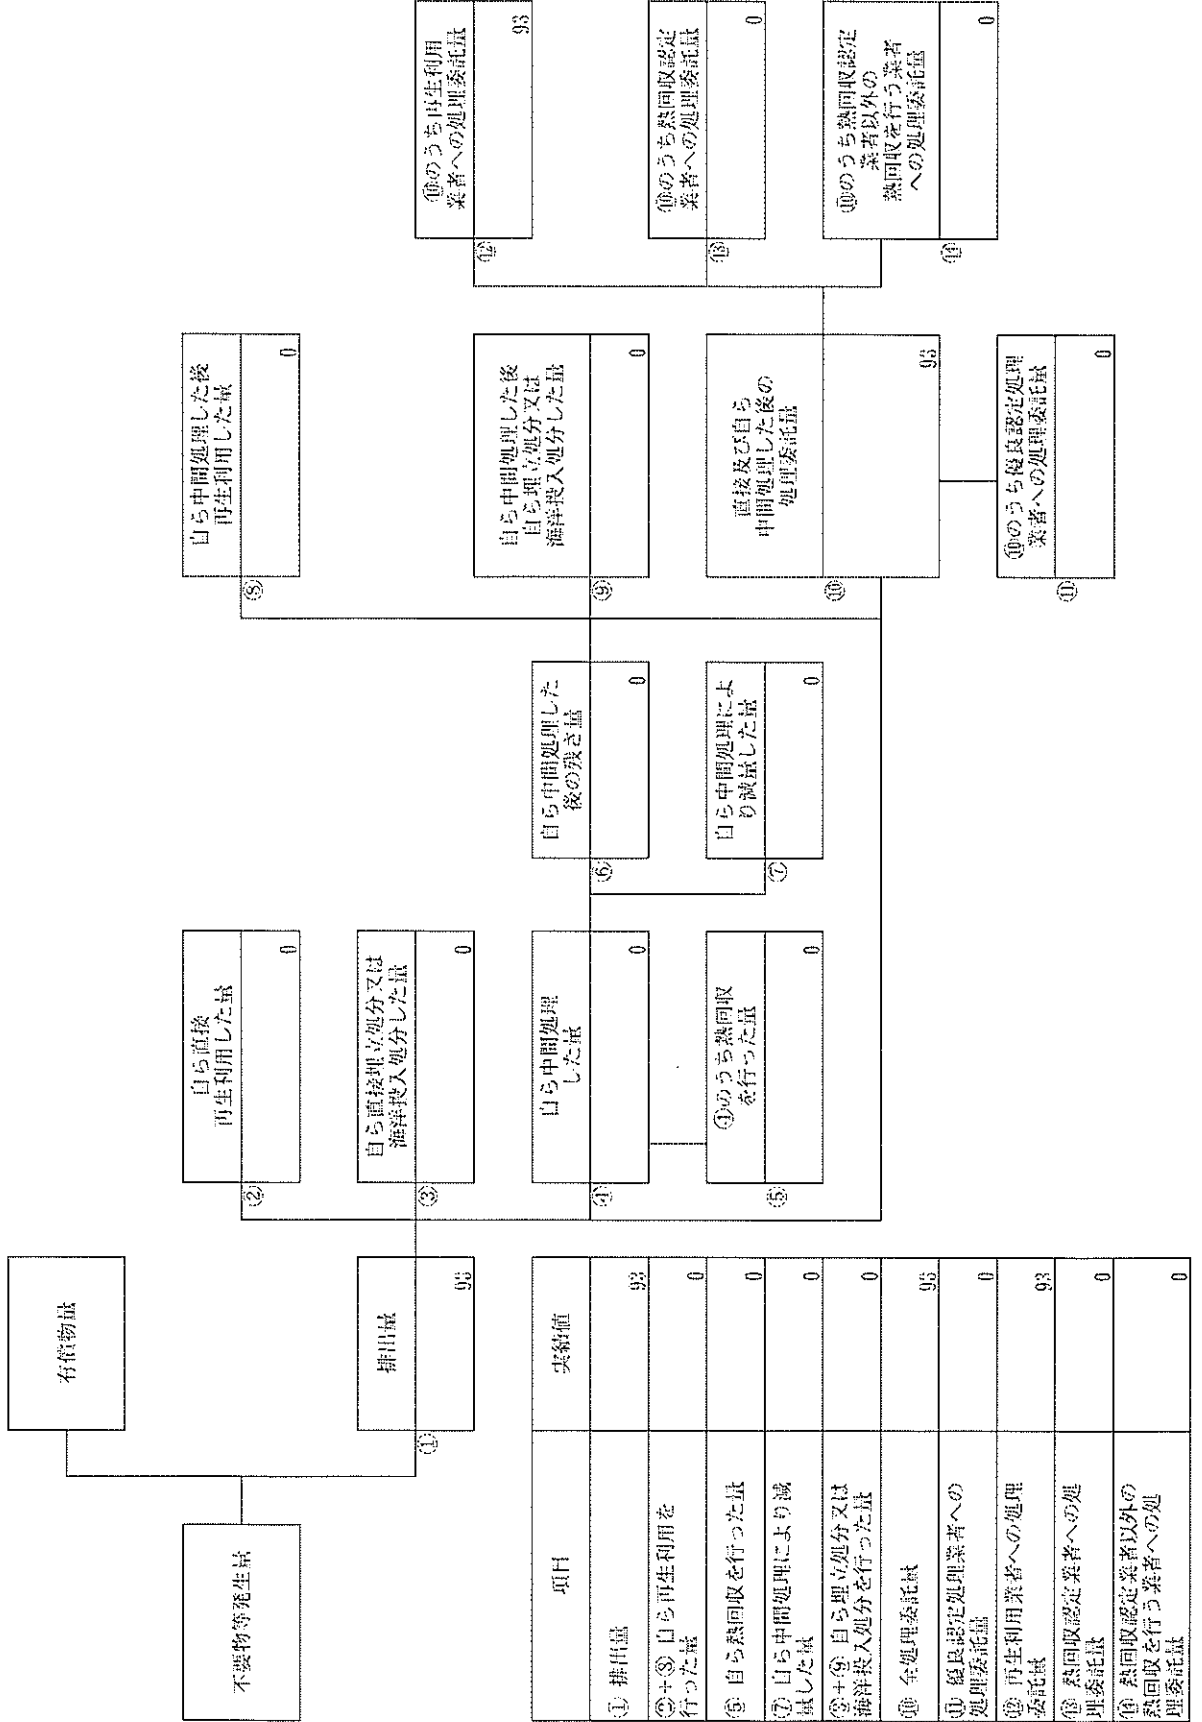 不要物等発生量
有償物量
①
排出量
93
②
自ら直接
再生利用した量
0
③
自ら直接埋立処分又は
海洋投入処分した量
0
④
自ら中間処理
した量
0
⑤
④のうち熱回収
を行った量
0
⑥
自ら中間処理した
後の残さ量
0
⑦
自ら中間処理によ
り減量した量
0
⑧
自ら中間処理した後
再生利用した量
0
⑨
自ら中間処理した後
自ら埋立処分又は
海洋投入処分した量
0
⑩
直接及び自ら
中間処理した後の
処理委託量
93
⑪
⑩のうち優良認定処理
業者への処理委託量
0
⑫
⑩のうち再生利用
業者への処理委託量
93
⑬
⑩のうち熱回収認定
業者への処理委託量
0
⑭
⑩のうち熱回収認定
業者以外の
熱回収を行う業者
への処理委託量
0
項目
実績値
① 排出量
93
②+⑧ 自ら再生利用を
行った量
0
⑤ 自ら熱回収を行った量
0
⑦ 自ら中間処理により減
量した量
0
③+⑨ 自ら埋立処分又は
海洋投入処分を行った量
0
⑩ 全処理委託量
93
⑪ 優良認定処理業者への
処理委託量
0
⑫ 再生利用業者への処理
委託量
93
⑬ 熱回収認定業者への処
理委託量
0
⑭ 熱回収認定業者以外の
熱回収を行う業者への処
理委託量
0